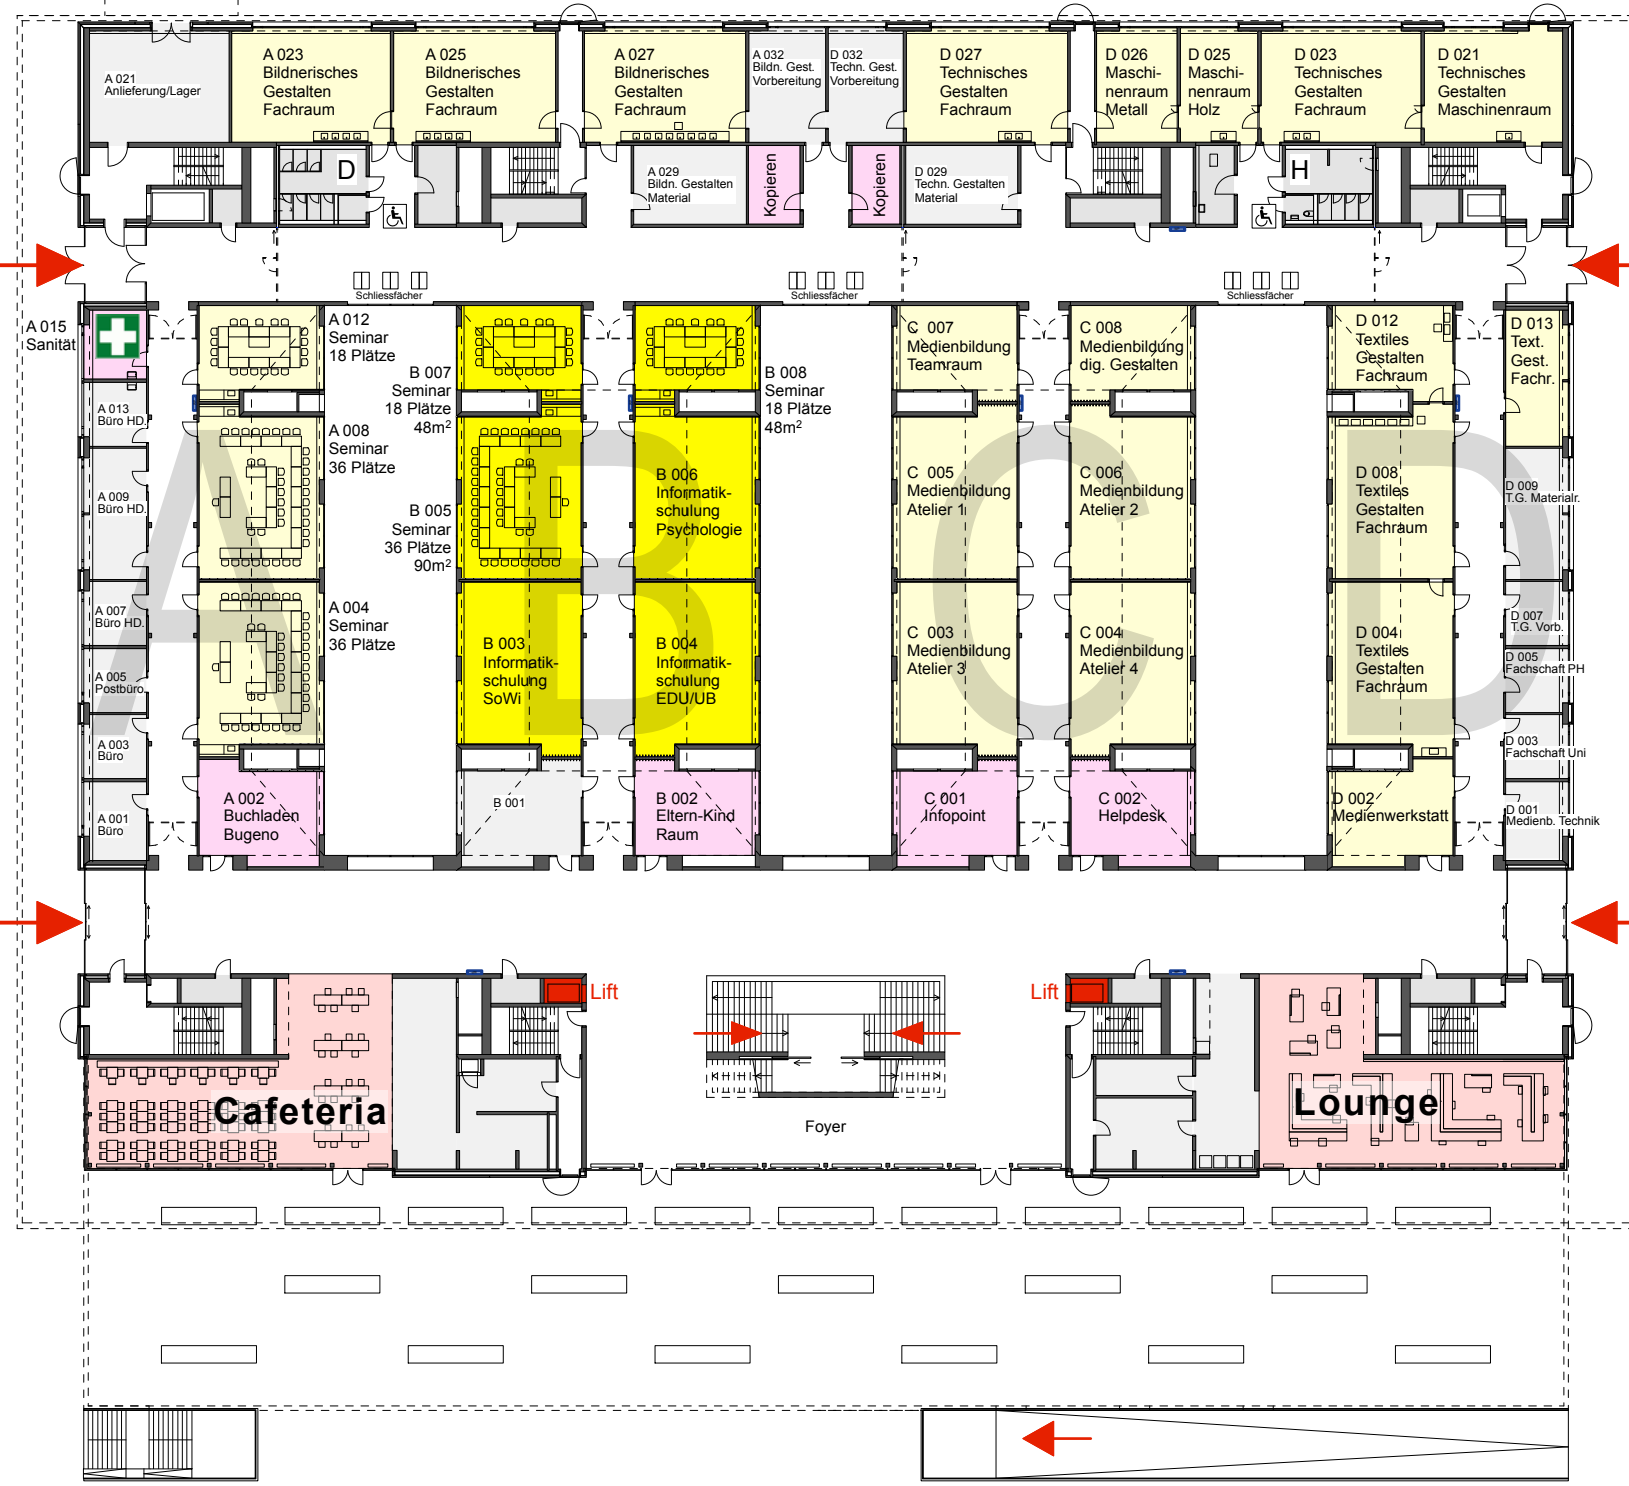 A 021
Anlieferung/Lager
A 023
Bildnerisches
Gestalten
Fachraum
A 025
Bildnerisches
Gestalten
Fachraum
A 027
Bildnerisches
Gestalten
Fachraum
A 032
Bildn. Gest.
Vorbereitung
D 032
Techn. Gest.
Vorbereitung
D 027
Technisches
Gestalten
Fachraum
D 026
Maschi-
nenraum
Metall
D 025
Maschi-
nenraum
Holz
D 023
Technisches
Gestalten
Fachraum
D 021
Technisches
Gestalten
Maschinenraum
D
A 029
Bildn. Gestalten
Material
Kopieren
Kopieren
D 029
Techn. Gestalten
Material
H
Schliessfächer
Schliessfächer
Schliessfächer
A 015
Sanität
A 012
Seminar
18 Plätze
B 007
Seminar
18 Plätze
48m²
B 008
Seminar
18 Plätze
48m²
C 007
Medienbildung
Teamraum
C 008
Medienbildung
dig. Gestalten
D 012
Textiles
Gestalten
Fachraum
D 013
Text.
Gest.
Fachr.
A 013
Büro HD.
A 009
Büro HD.
A 008
Seminar
36 Plätze
B 005
Seminar
36 Plätze
90m²
B 006
Informatik-
schulung
Psychologie
C 005
Medienbildung
Atelier 1
C 006
Medienbildung
Atelier 2
D 008
Textiles
Gestalten
Fachraum
D 009
T.G. Materialr.
A B C D
A 007
Büro HD.
A 005
Postbüro
A 004
Seminar
36 Plätze
B 003
Informatik-
schulung
SoWi
B 004
Informatik-
schulung
EDU/UB
C 003
Medienbildung
Atelier 3
C 004
Medienbildung
Atelier 4
D 004
Textiles
Gestalten
Fachraum
D 007
T.G. Vorb.
D 005
Fachschaft PH
A 003
Büro
D 003
Fachschaft Uni
A 001
Büro
A 002
Buchladen
Bugeno
B 001
B 002
Eltern-Kind
Raum
C 001
Infopoint
C 002
Helpdesk
D 002
Medienwerkstatt
D 001
Medienb. Technik
Lift
Lift
Cafeteria
Foyer
Lounge